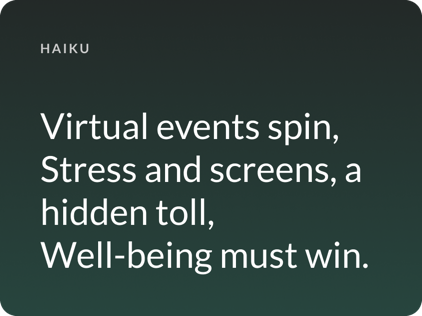 HAIKU
Virtual events spin,
Stress and screens, a
hidden toll,
Well-being must win.